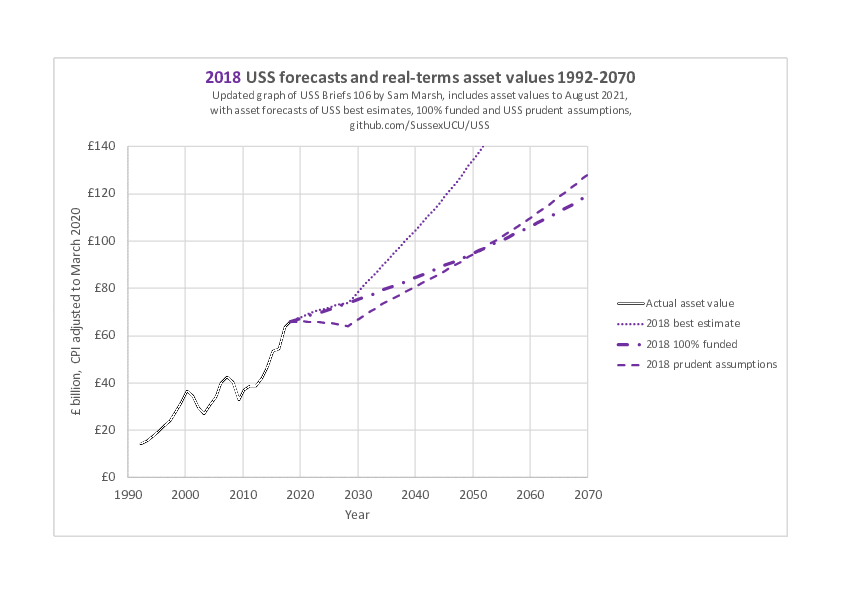 2018 USS forecasts and real-terms asset values 1992-2070
Updated graph of USS Briefs 106 by Sam Marsh, includes asset values to August 2021,
with asset forecasts of USS best estimates, 100% funded and USS prudent assumptions,
github.com/SussexUCU/USS
£ billion, CPI adjusted to March 2020
£140
£120
£100
£80
£60
£40
£20
£0
1990 2000 2010 2020 2030 2040 2050 2060 2070
Year
Actual asset value
2018 best estimate
2018 100% funded
2018 prudent assumptions